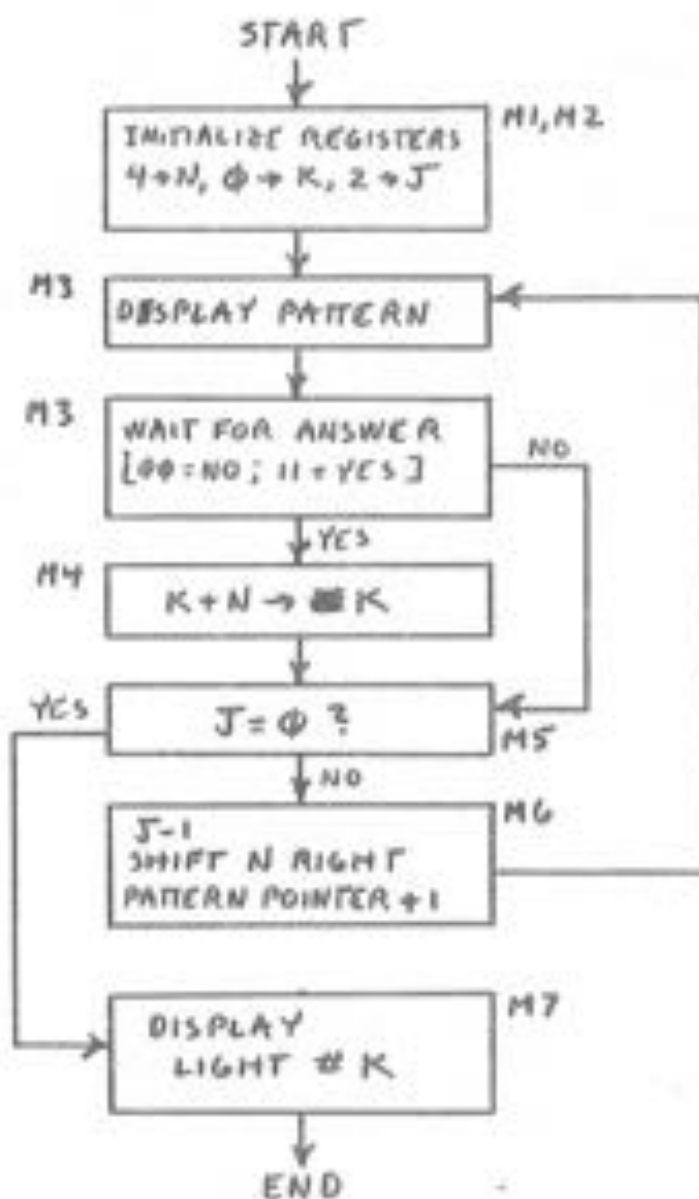 START
M1, M2
INITIALIZE REGISTERS
4→N, Φ→K, 2→J
M3
DISPLAY PATTERN
M3
WAIT FOR ANSWER
[ΦΦ=NO; 11=YES]
NO
YES
M4
K+N→ K
YES
J=Φ?
M5
NO
M6
J-1
SHIFT N RIGHT
PATTERN POINTER+1
M7
DISPLAY
LIGHT # K
END